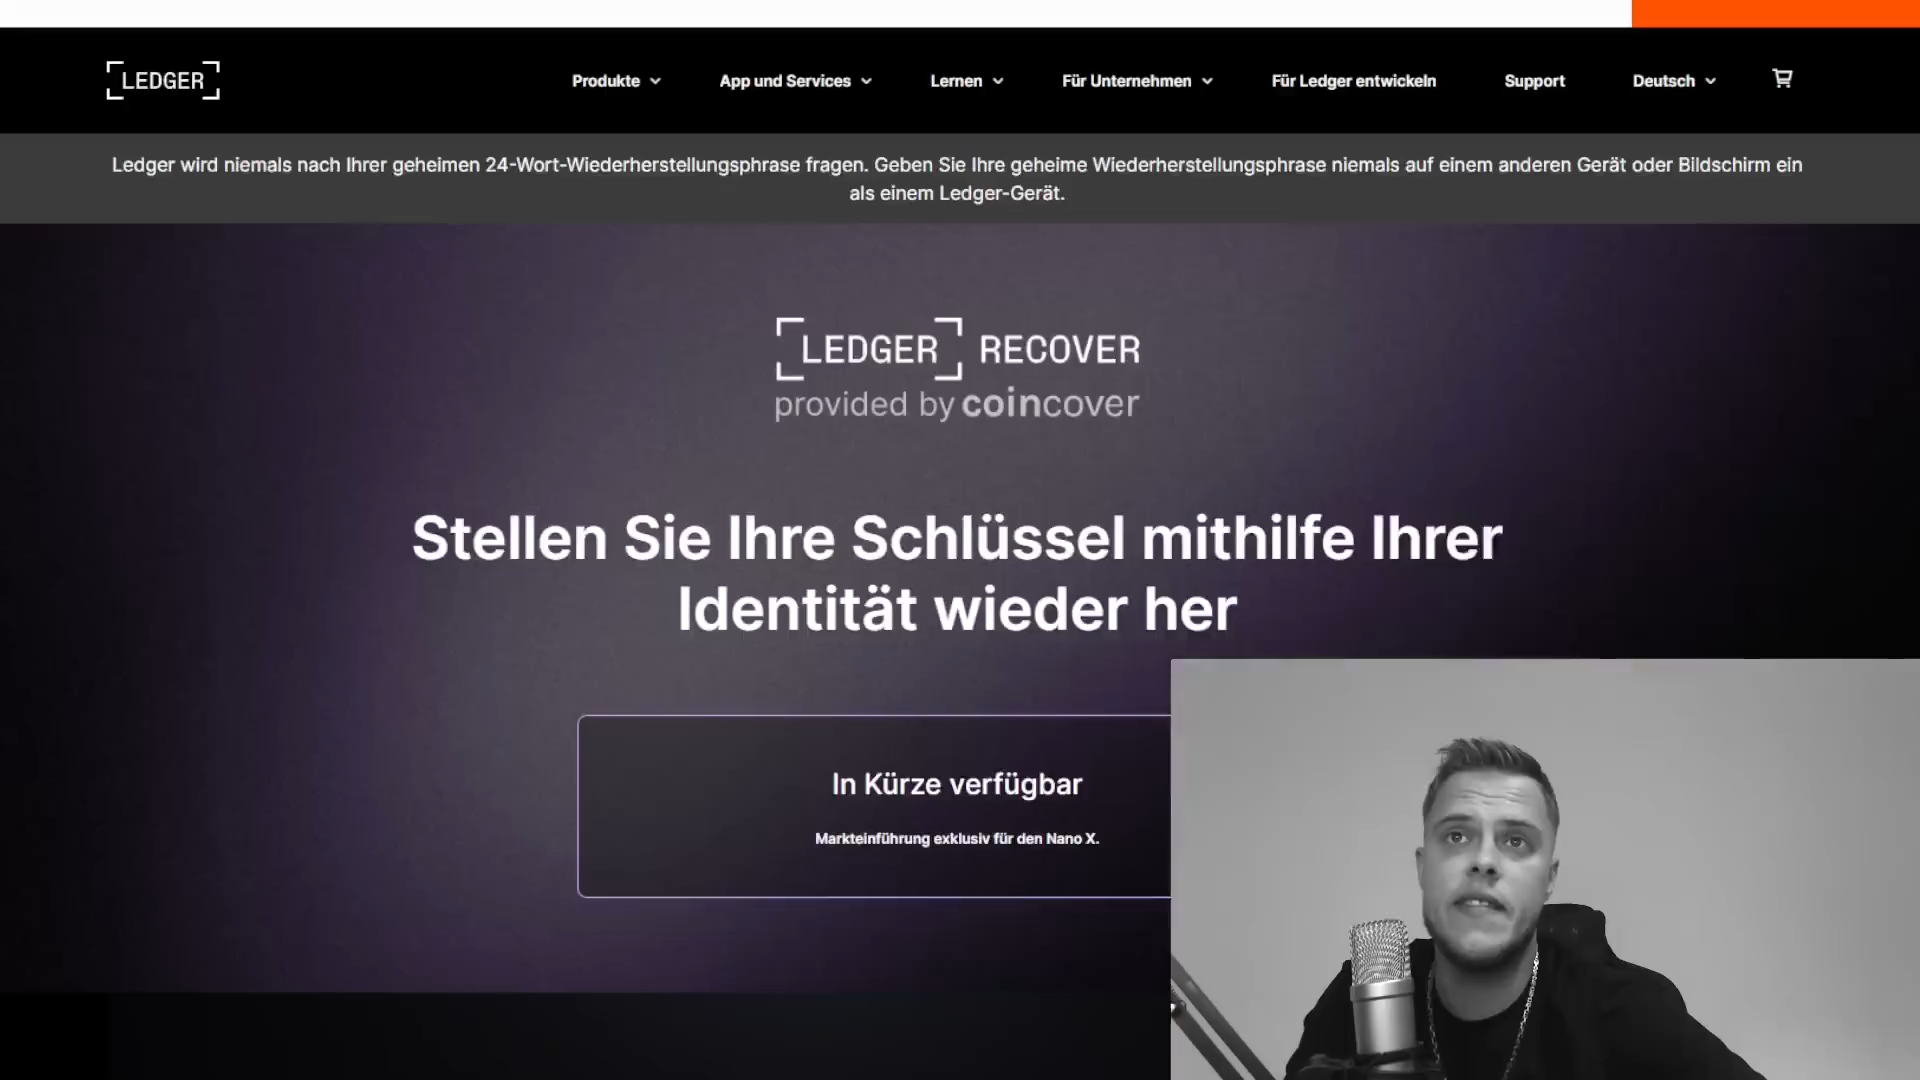 LEDGER
Produkte
App und Services
Lernen
Für Unternehmen
Für Ledger entwickeln
Support
Deutsch
Ledger wird niemals nach Ihrer geheimen 24-Wort-Wiederherstellungsphrase fragen. Geben Sie Ihre geheime Wiederherstellungsphrase niemals auf einem anderen Gerät oder Bildschirm ein
als einem Ledger-Gerät.
LEDGER RECOVER
provided by coincover
Stellen Sie Ihre Schlüssel mithilfe Ihrer
Identität wieder her
In Kürze verfügbar
Markteinführung exklusiv für den Nano X.